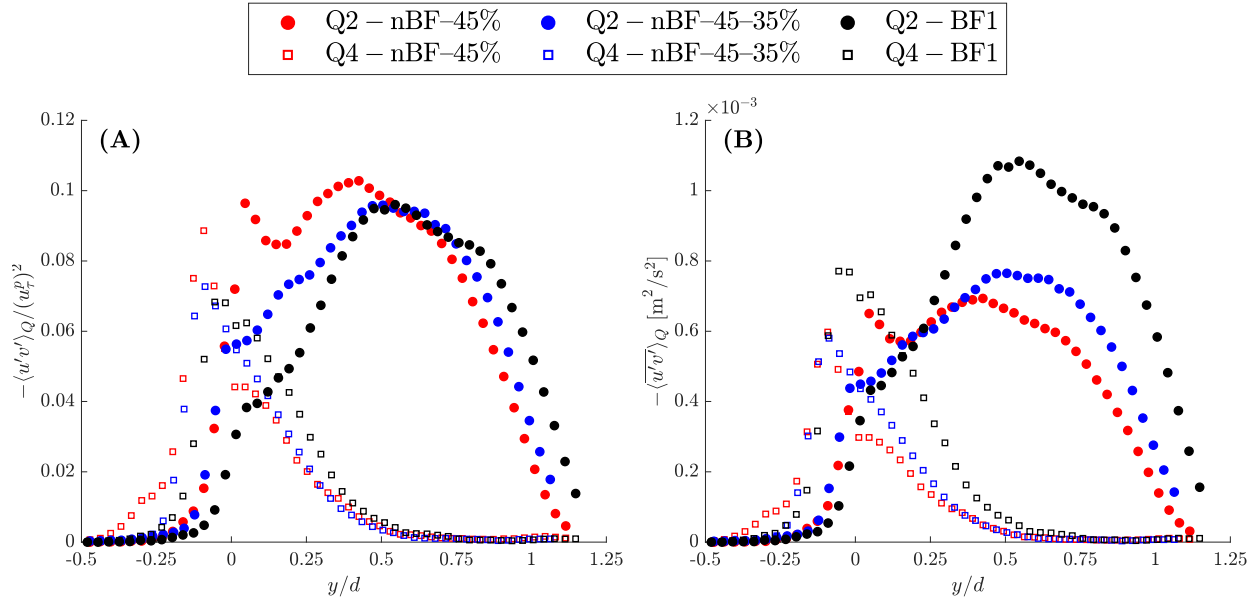 Q2 – nBF–45% Q2 – nBF–45–35% Q2 – BF1
Q4 – nBF–45% Q4 – nBF–45–35% Q4 – BF1
(A)
0.12
0.1
0.08
0.06
0.04
0.02
0
-0.5 -0.25 0 0.25 0.5 0.75 1 1.25
y/d
−⟨u′v′⟩_Q/(u_τ^p)^2
(B)
×10^-3
1.2
1
0.8
0.6
0.4
0.2
0
-0.5 -0.25 0 0.25 0.5 0.75 1 1.25
y/d
−⟨\overline{u′v′}⟩_Q [m^2/s^2]